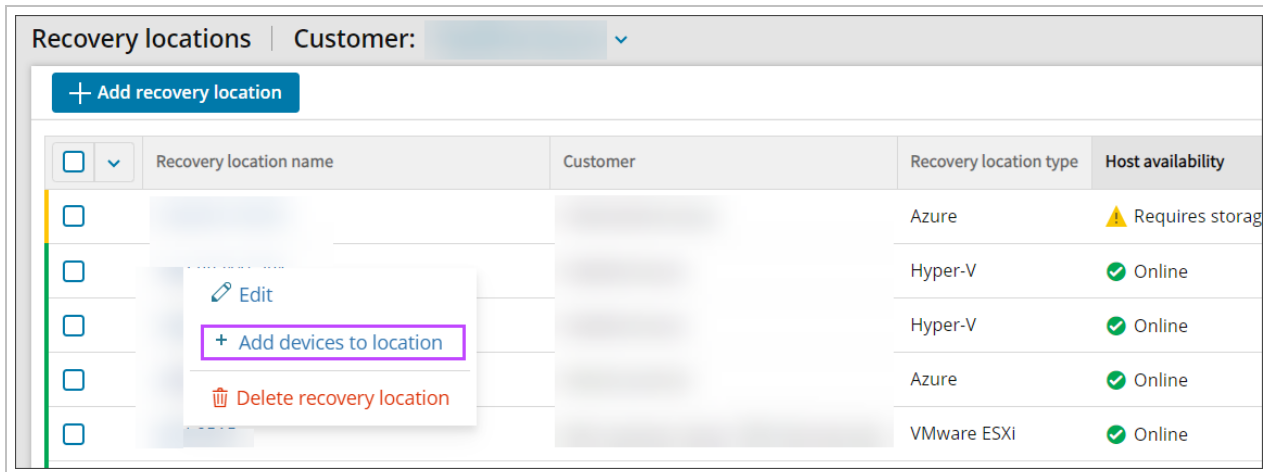 Recovery locations | Customer:
+ Add recovery location
Recovery location name Customer Recovery location type Host availability
Azure Requires storag
Hyper-V Online
Edit
Hyper-V Online
+ Add devices to location
Azure Online
Delete recovery location
VMware ESXi Online